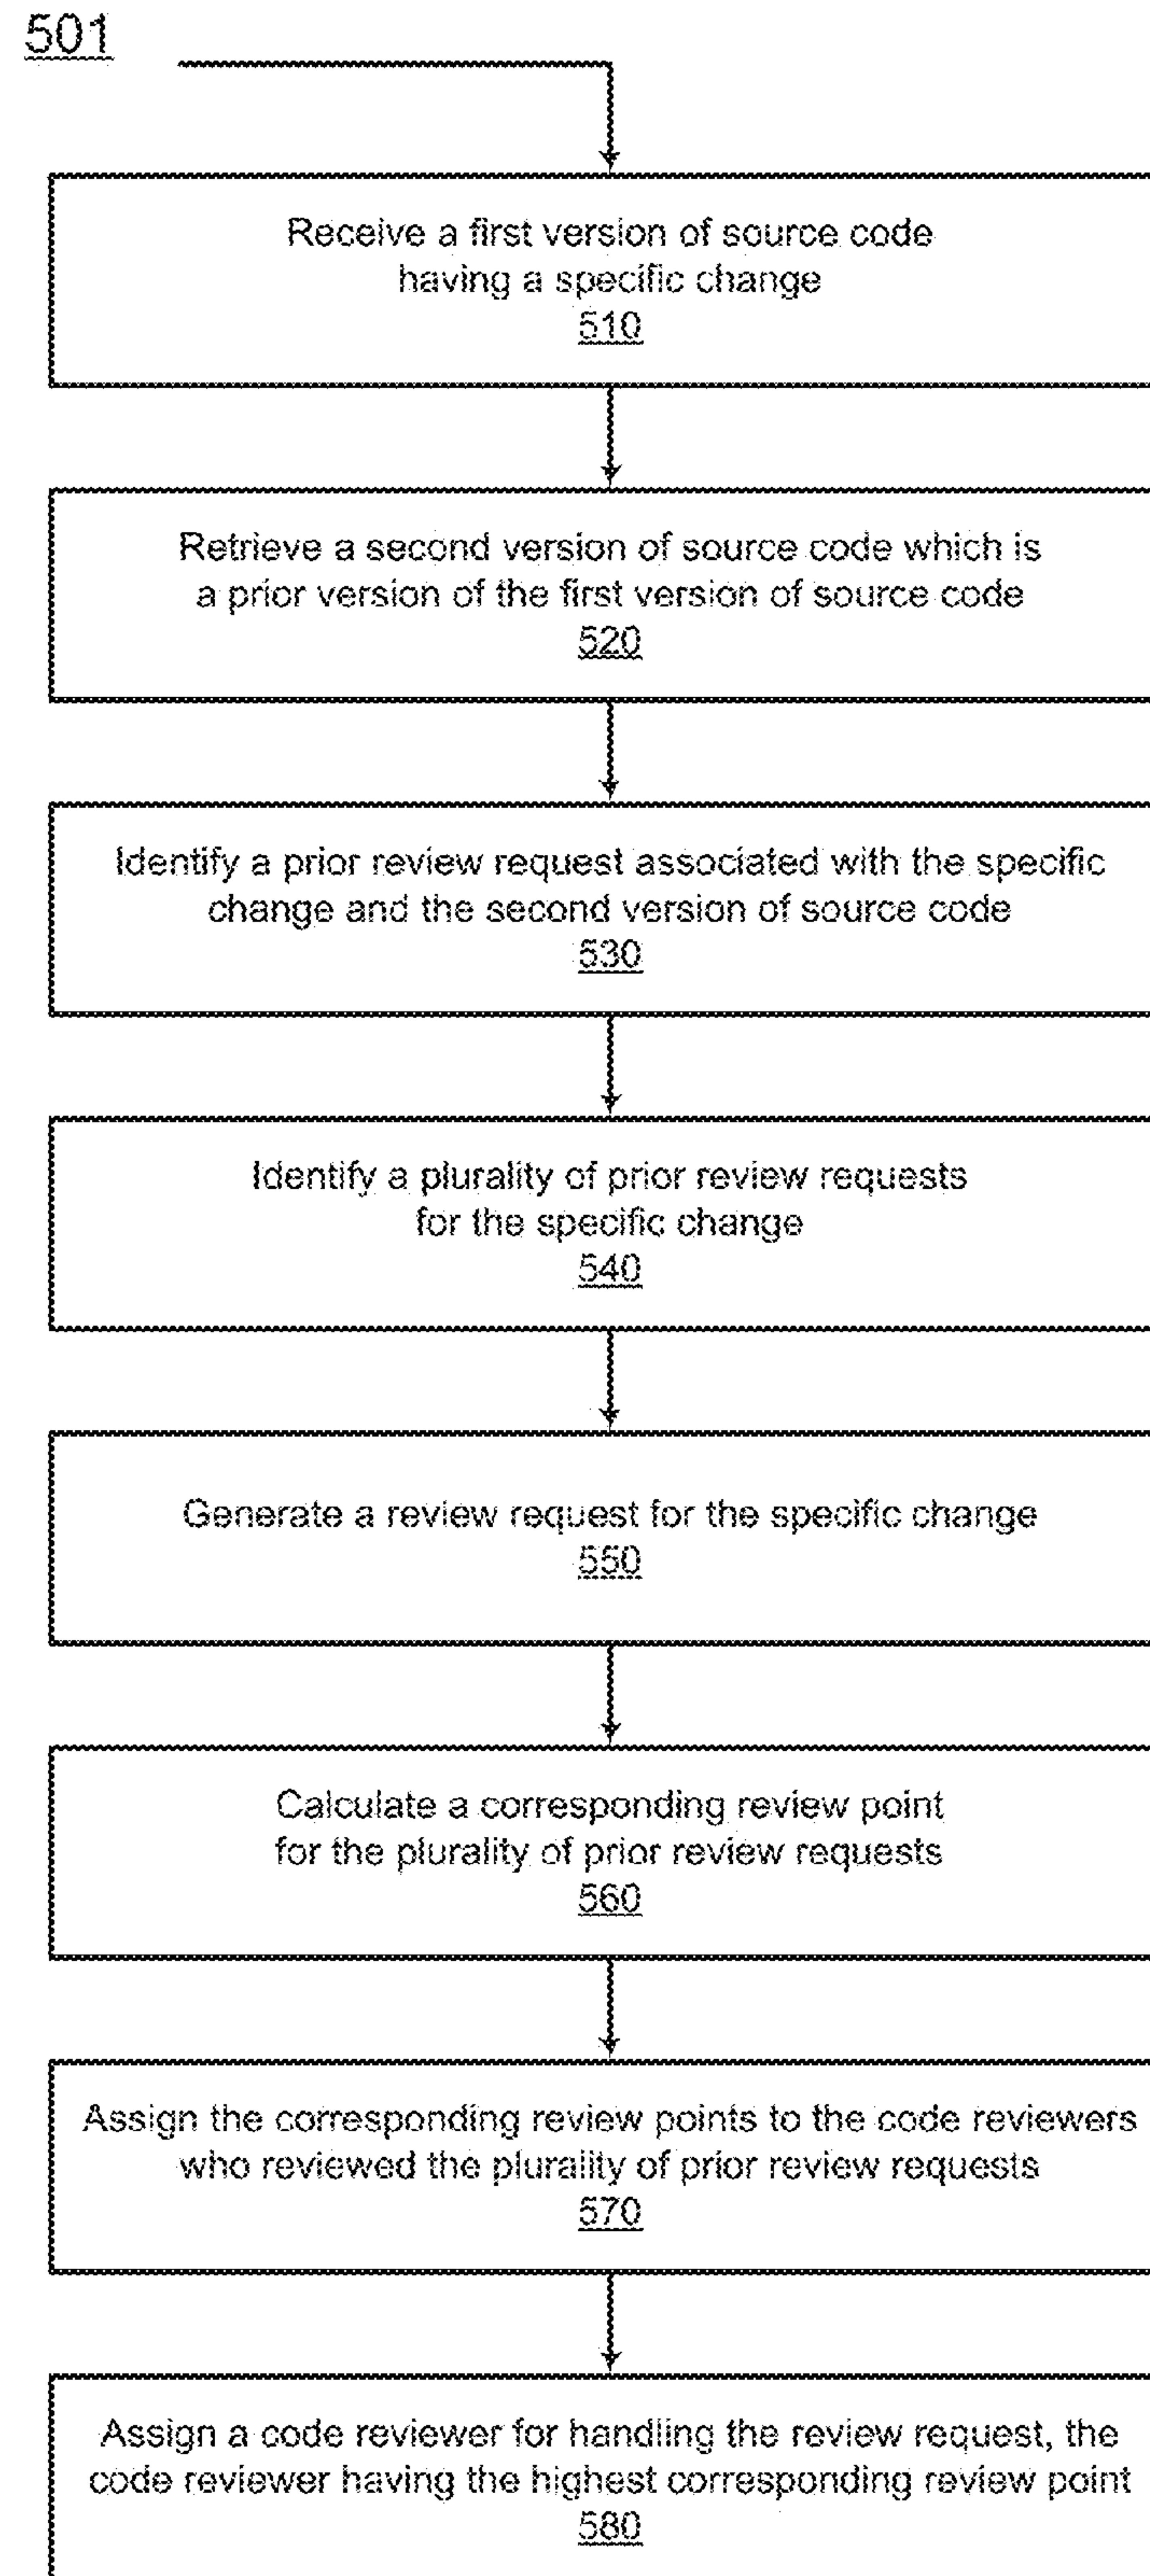 501
Receive a first version of source code
having a specific change
510
Retrieve a second version of source code which is
a prior version of the first version of source code
520
Identify a prior review request associated with the specific
change and the second version of source code
530
Identify a plurality of prior review requests
for the specific change
540
Generate a review request for the specific change
550
Calculate a corresponding review point
for the plurality of prior review requests
560
Assign the corresponding review points to the code reviewers
who reviewed the plurality of prior review requests
570
Assign a code reviewer for handling the review request, the
code reviewer having the highest corresponding review point
580